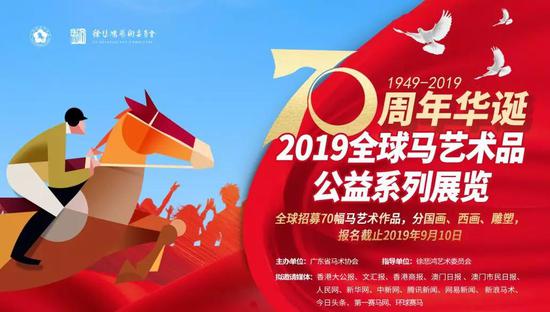 徐悲鸿艺术委员会
1949-2019
70周年华诞
2019全球马艺术品
公益系列展览
全球招募70幅马艺术作品，分国画、西画、雕塑，
报名截止2019年9月10日
主办单位：广东省马术协会 指导单位：徐悲鸿艺术委员会
拟邀请媒体：
香港大公报、文汇报、香港商报、澳门日报、澳门市民日报、
人民网、新华网、中新网、腾讯新闻、网易新闻、新浪马术、
今日头条、第一赛马网、环球赛马